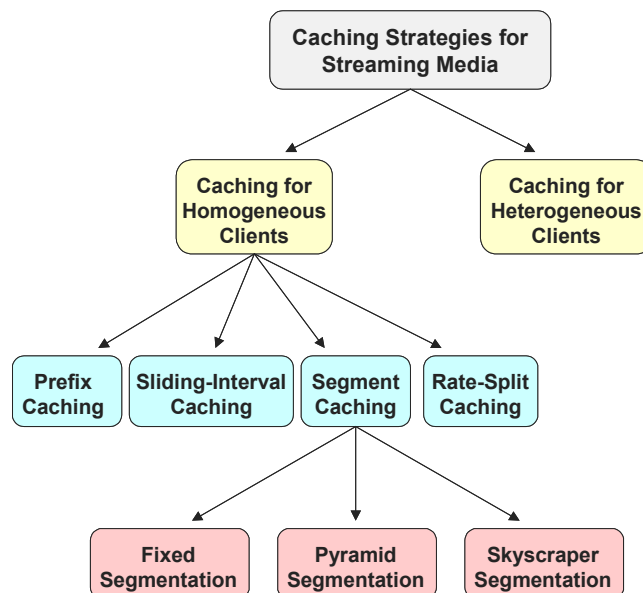 Caching Strategies for
Streaming Media
Caching for
Homogeneous
Clients
Caching for
Heterogeneous
Clients
Prefix
Caching
Sliding-Interval
Caching
Segment
Caching
Rate-Split
Caching
Fixed
Segmentation
Pyramid
Segmentation
Skyscraper
Segmentation